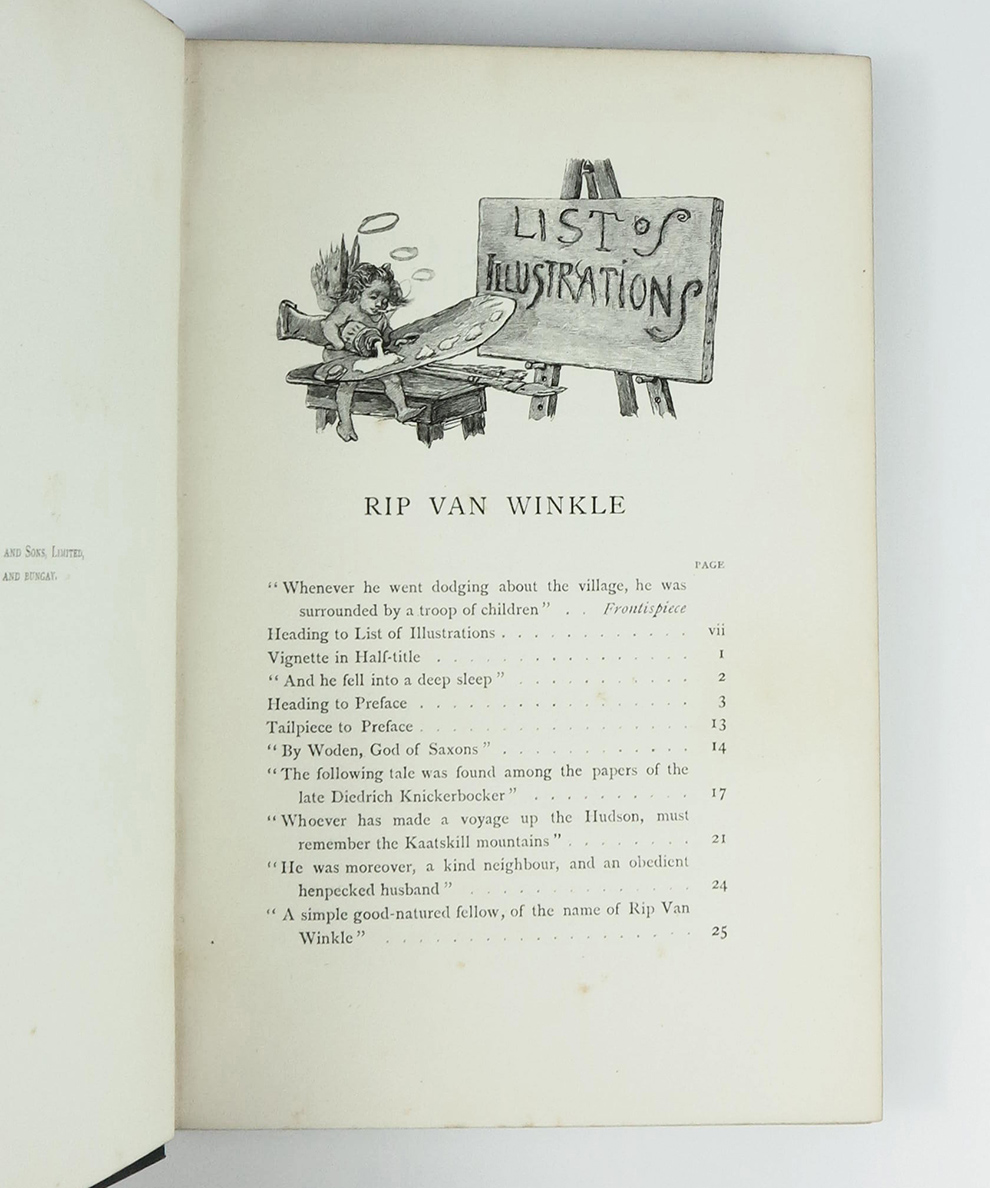 AND SONS, LIMITED,
AND BUNGAY.
LIST of
ILLUSTRATIONS
RIP VAN WINKLE
PAGE
“Whenever he went dodging about the village, he was
surrounded by a troop of children” . . Frontispiece
Heading to List of Illustrations . . . . . . . . . . . . vii
Vignette in Half-title . . . . . . . . . . . . . . . . 1
“And he fell into a deep sleep” . . . . . . . . . . . 2
Heading to Preface . . . . . . . . . . . . . . . . . 3
Tailpiece to Preface . . . . . . . . . . . . . . . . . 13
“By Woden, God of Saxons” . . . . . . . . . . . . 14
“The following tale was found among the papers of the
late Diedrich Knickerbocker” . . . . . . . . . . 17
“Whoever has made a voyage up the Hudson, must
remember the Kaatskill mountains” . . . . . . . . 21
“He was moreover, a kind neighbour, and an obedient
henpecked husband” . . . . . . . . . . . . . . 24
“A simple good-natured fellow, of the name of Rip Van
Winkle” . . . . . . . . . . . . . . . . . . . 25